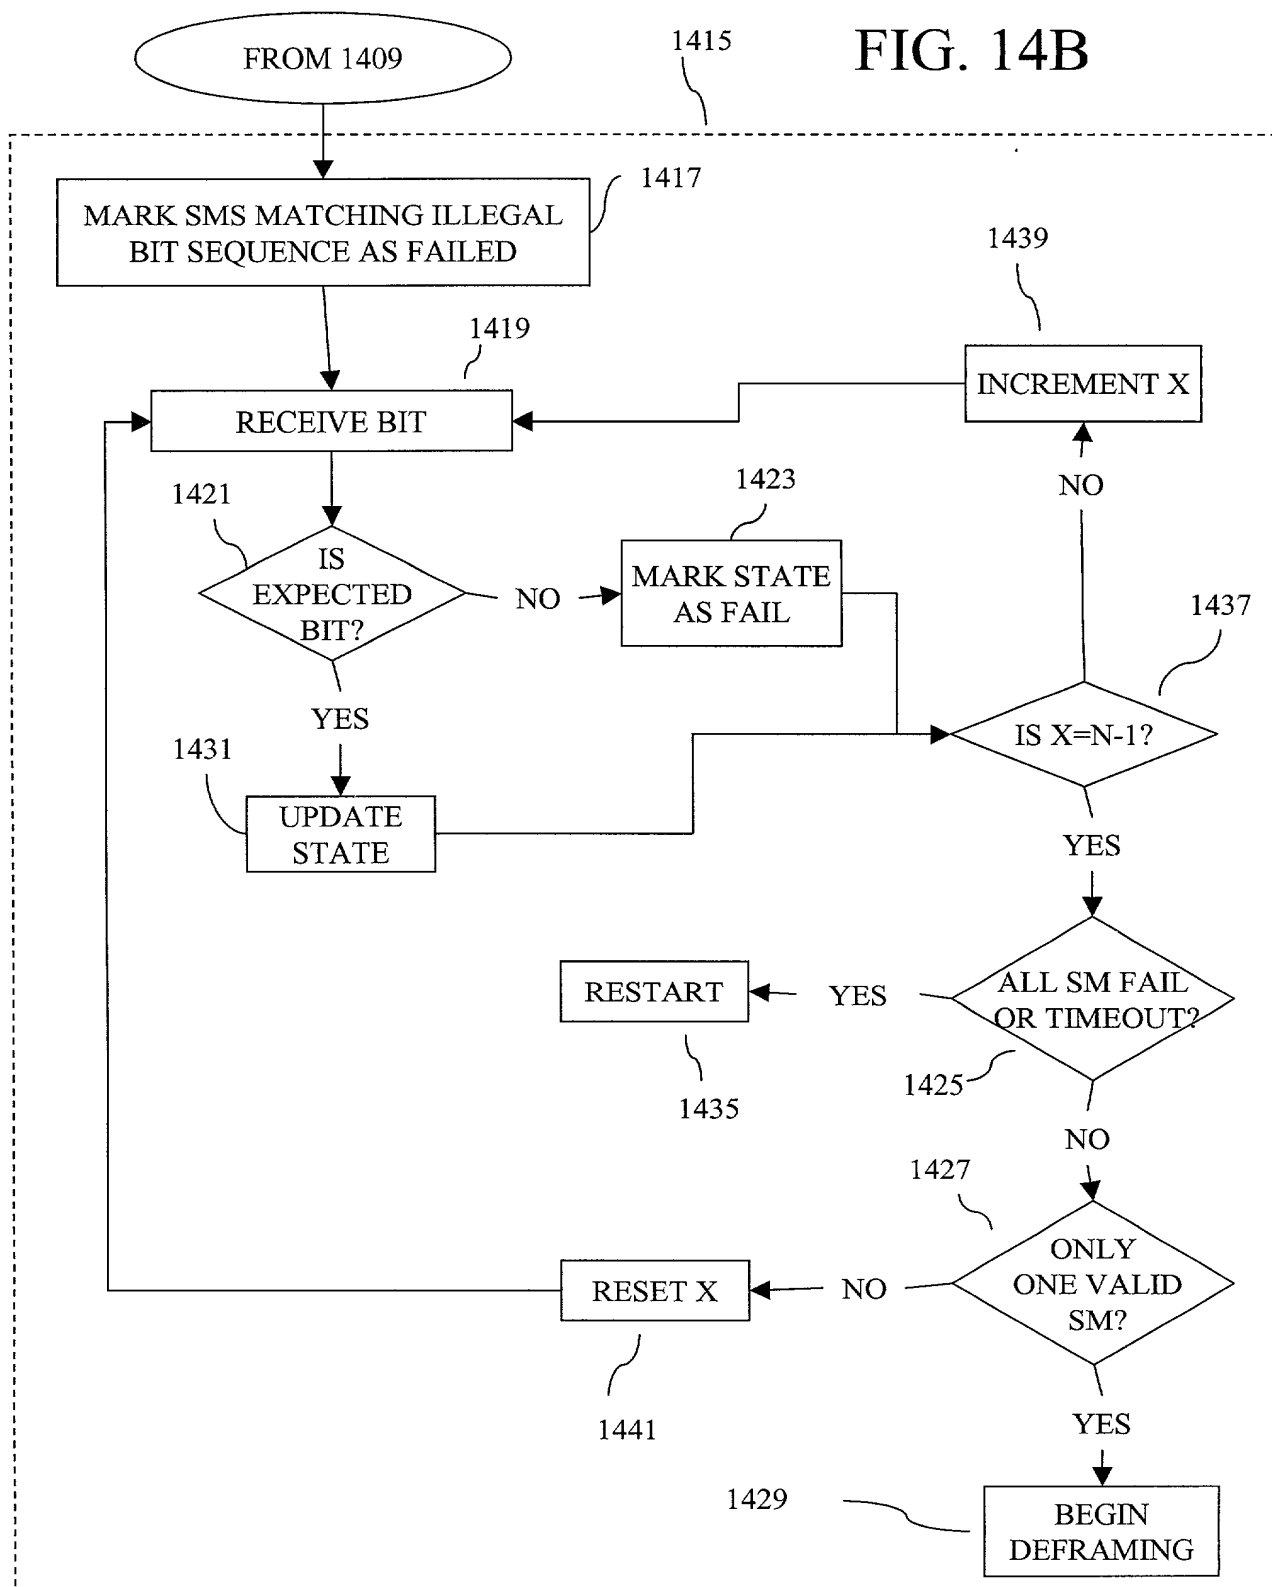 FROM 1409
1415
FIG. 14B
1417
MARK SMS MATCHING ILLEGAL
BIT SEQUENCE AS FAILED
1439
1419
INCREMENT X
RECEIVE BIT
NO
1421
1423
IS
EXPECTED
BIT?
NO
MARK STATE
AS FAIL
1437
YES
IS X=N-1?
1431
UPDATE
STATE
YES
ALL SM FAIL
OR TIMEOUT?
YES
RESTART
1425
1435
NO
1427
ONLY
ONE VALID
SM?
NO
RESET X
1441
YES
1429
BEGIN
DEFRAMING